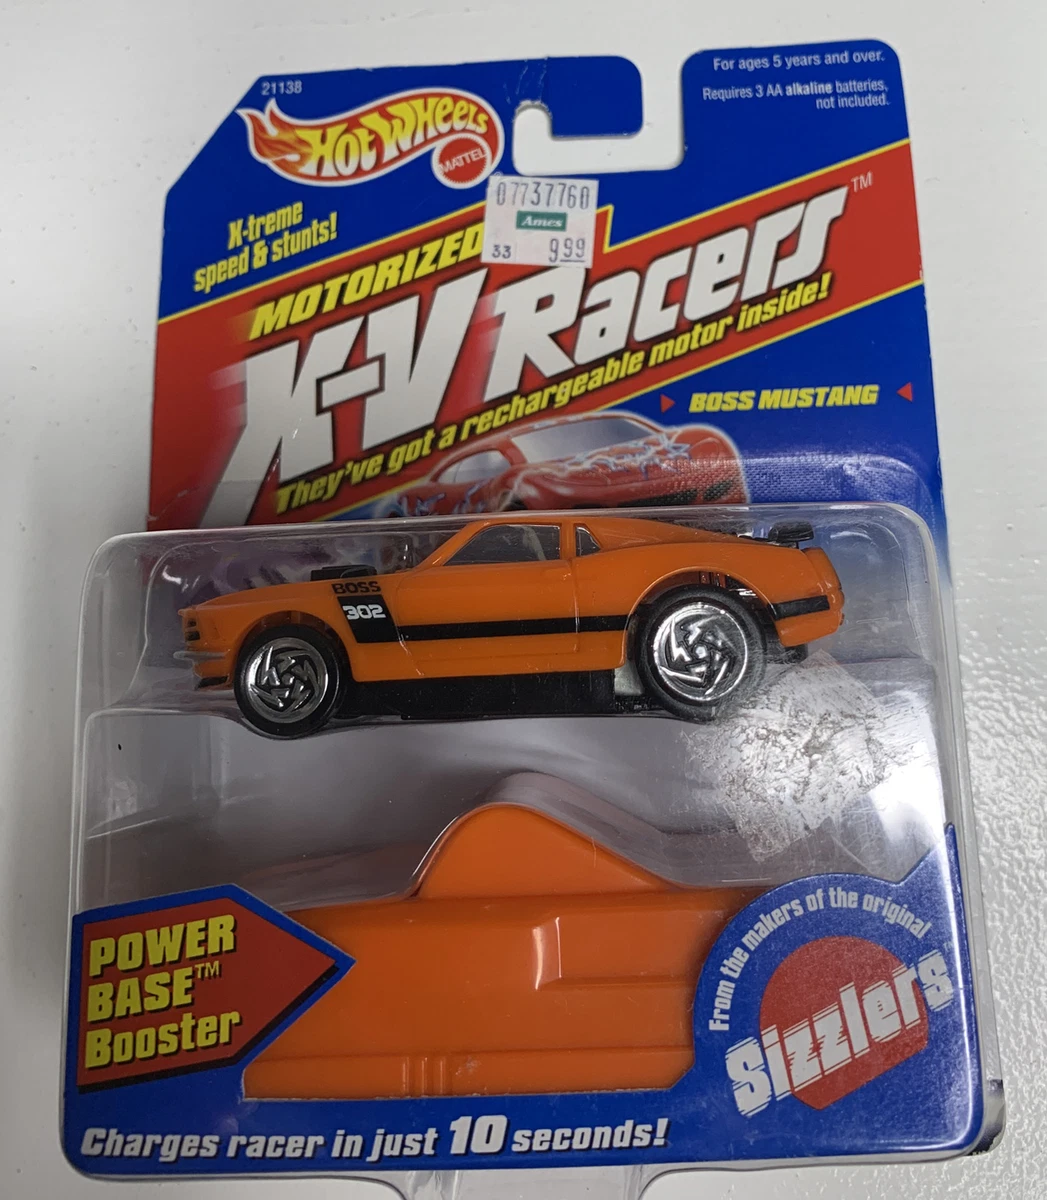 21138
HOT WHEELS
MATTEL
For ages 5 years and over.
Requires 3 AA alkaline batteries,
not included.
X-treme
speed & stunts!
07737760
Ames
33 9.99
MOTORIZED
X-V Racers™
They've got a rechargeable motor inside!
BOSS MUSTANG
BOSS
302
POWER
BASE™
Booster
From the makers of the original
Sizzlers
Charges racer in just 10 seconds!